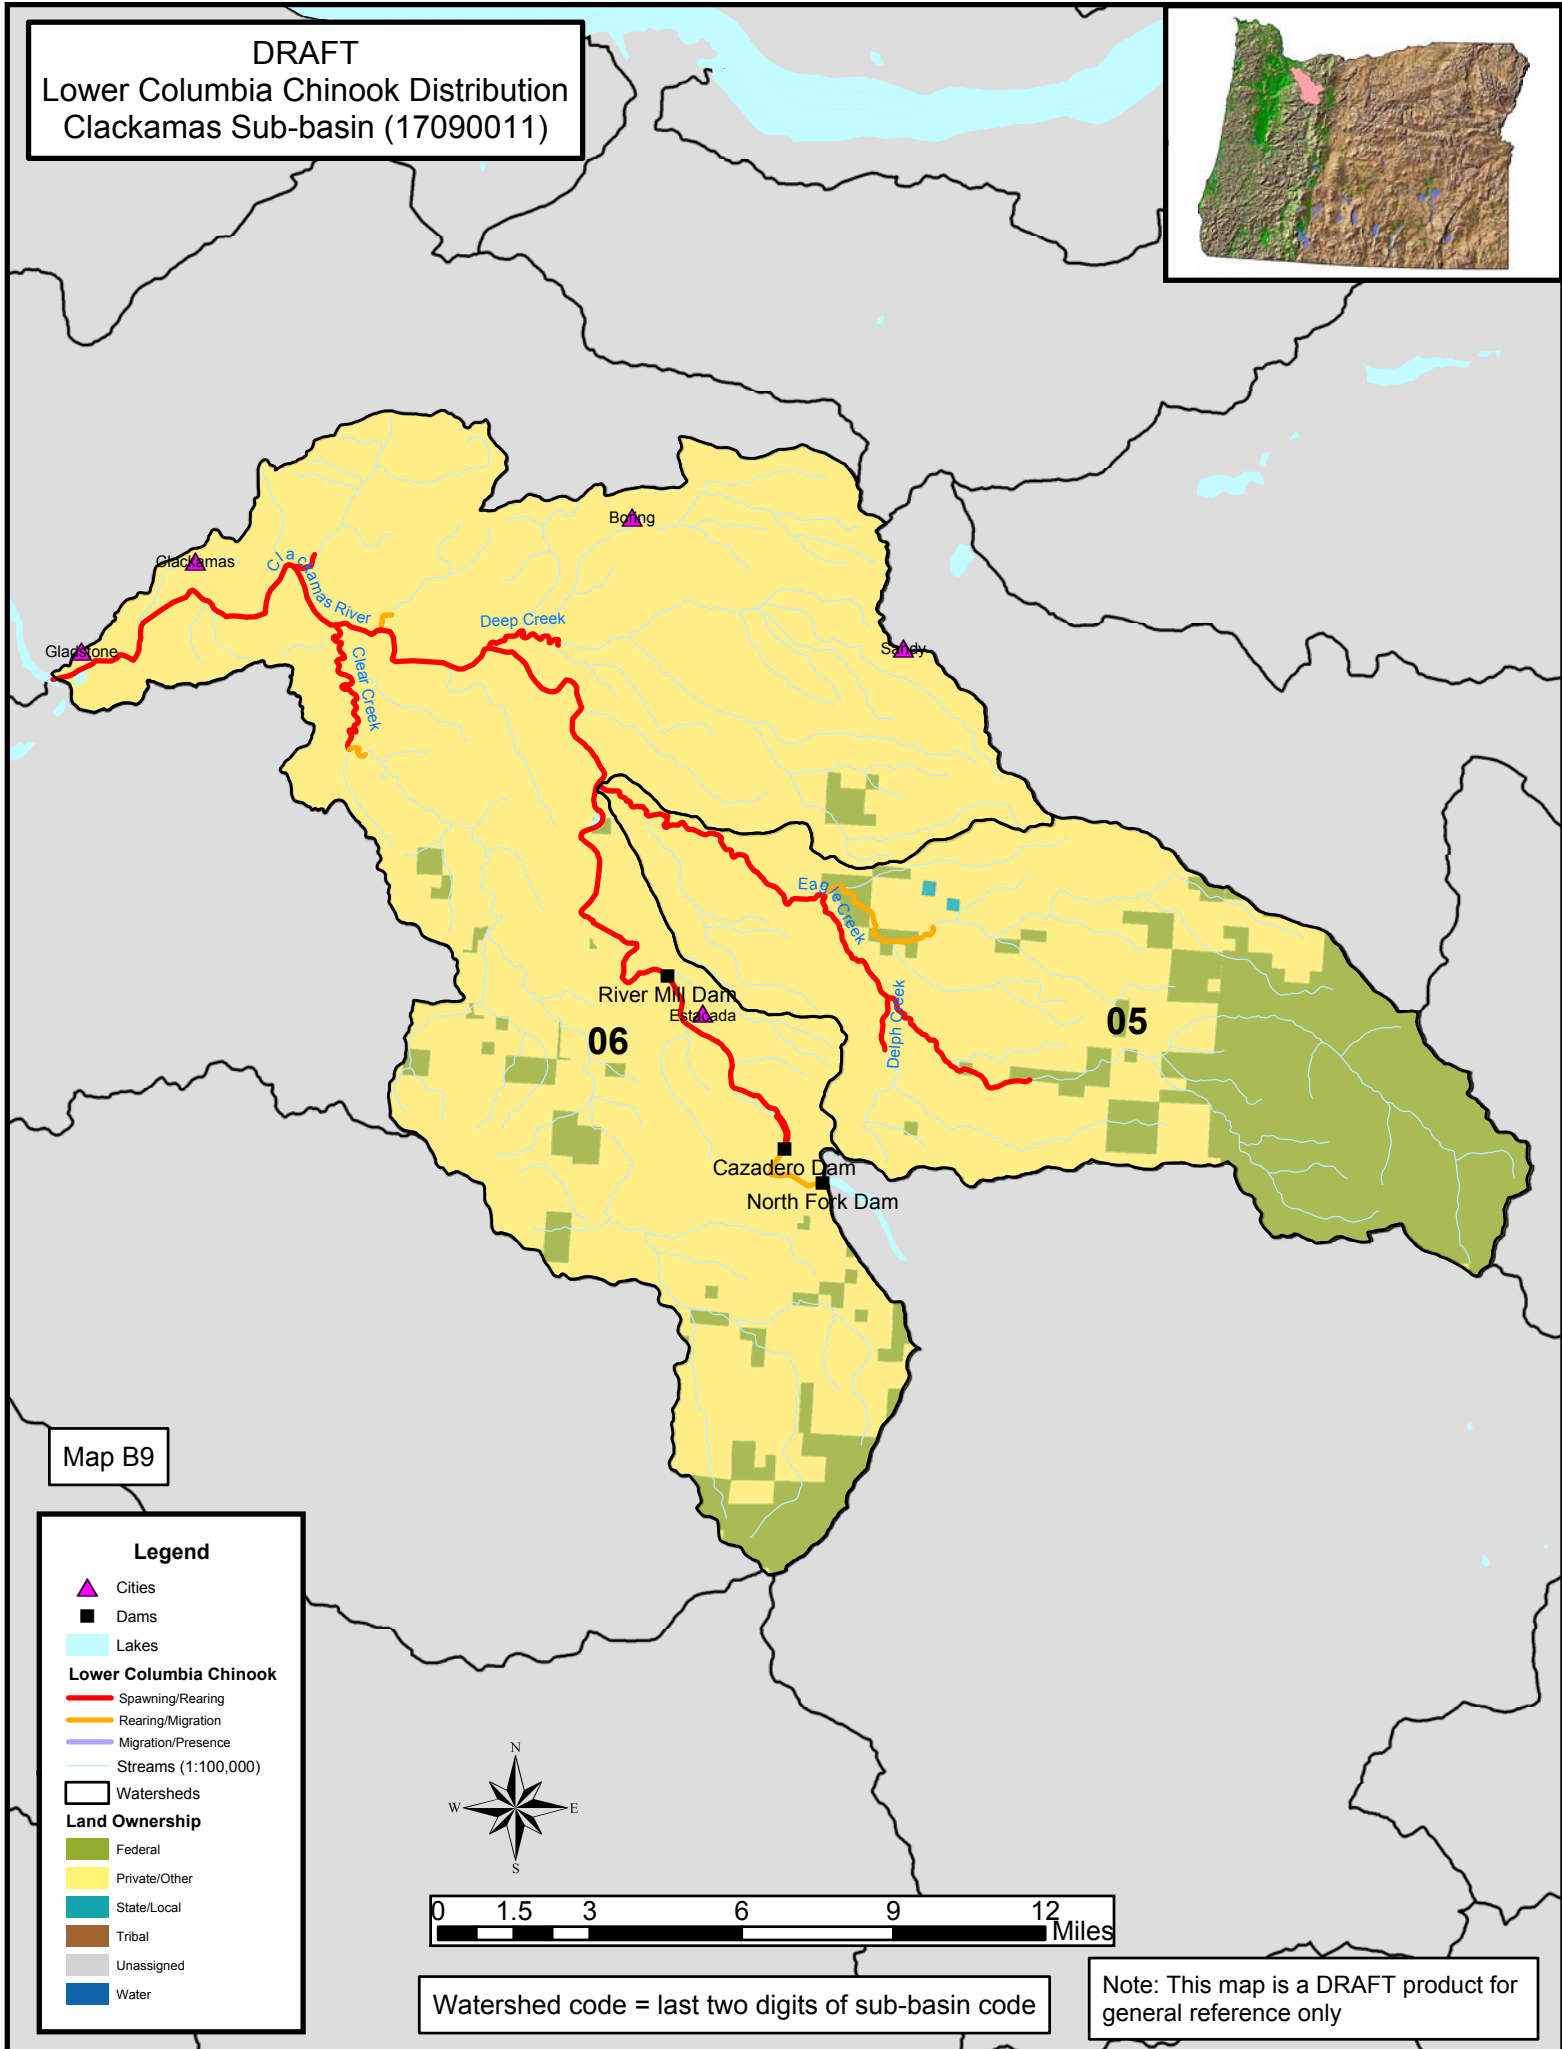 DRAFT
Lower Columbia Chinook Distribution
Clackamas Sub-basin (17090011)
Boring
Clackamas
Clackamas River
Deep Creek
Gladstone
Sandy
Clear Creek
Eagle Creek
River Mill Dam
Estacada
Delph Creek
05
06
Cazadero Dam
North Fork Dam
Map B9
Legend
Cities
Dams
Lakes
Lower Columbia Chinook
Spawning/Rearing
Rearing/Migration
Migration/Presence
Streams (1:100,000)
Watersheds
Land Ownership
Federal
Private/Other
State/Local
Tribal
Unassigned
Water
N
W E
S
0 1.5 3 6 9 12
Miles
Watershed code = last two digits of sub-basin code
Note: This map is a DRAFT product for
general reference only